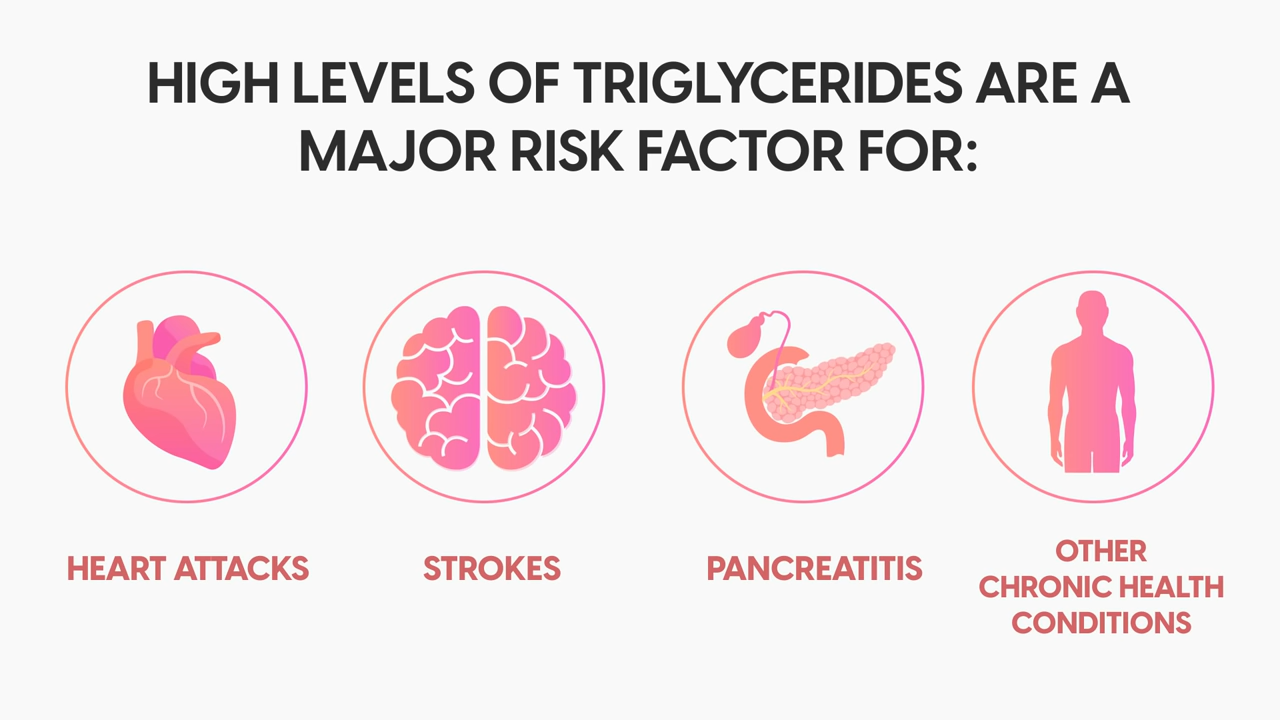 HIGH LEVELS OF TRIGLYCERIDES ARE A
MAJOR RISK FACTOR FOR:
HEART ATTACKS
STROKES
PANCREATITIS
OTHER
CHRONIC HEALTH
CONDITIONS